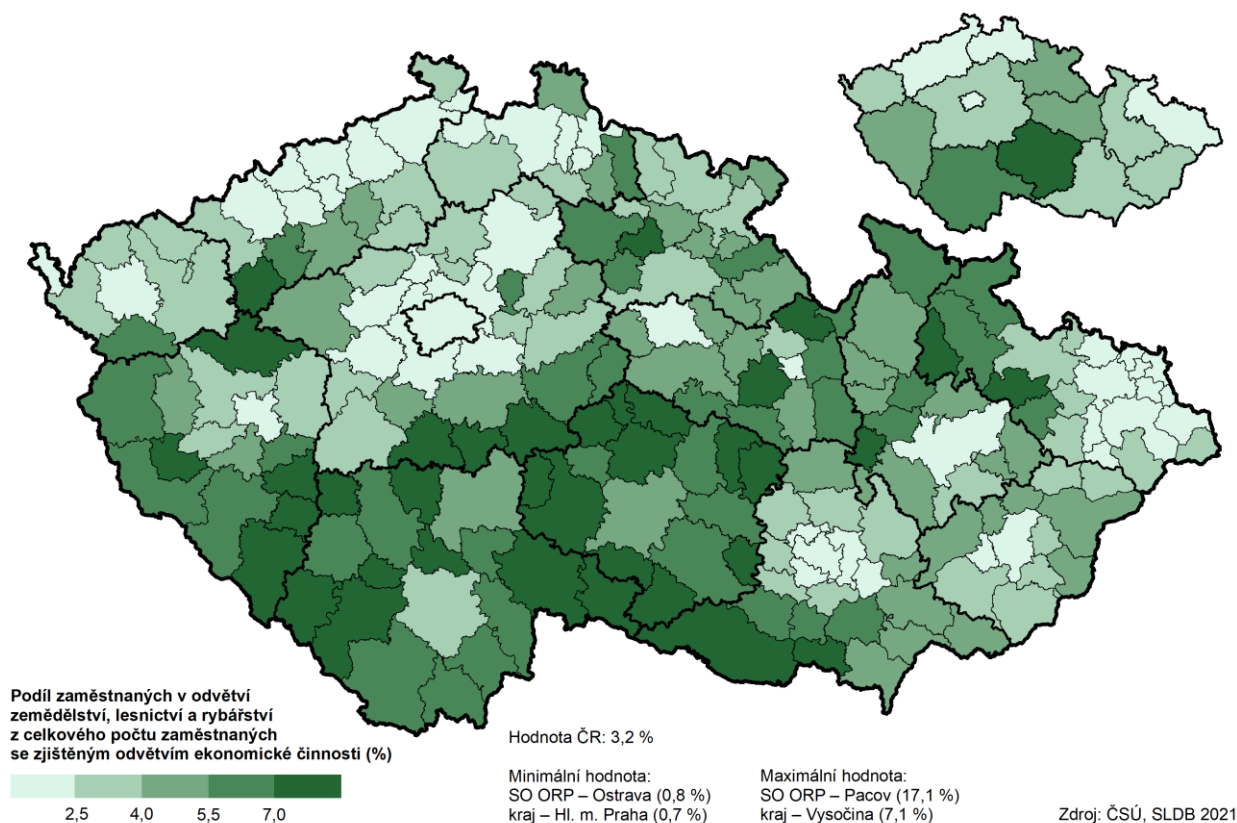 Podíl zaměstnaných v odvětví
zemědělství, lesnictví a rybářství
z celkového počtu zaměstnaných
se zjištěným odvětvím ekonomické činnosti (%)
2,5 4,0 5,5 7,0
Hodnota ČR: 3,2 %
Minimální hodnota:
SO ORP – Ostrava (0,8 %)
kraj – Hl. m. Praha (0,7 %)
Maximální hodnota:
SO ORP – Pacov (17,1 %)
kraj – Vysočina (7,1 %)
Zdroj: ČSÚ, SLDB 2021